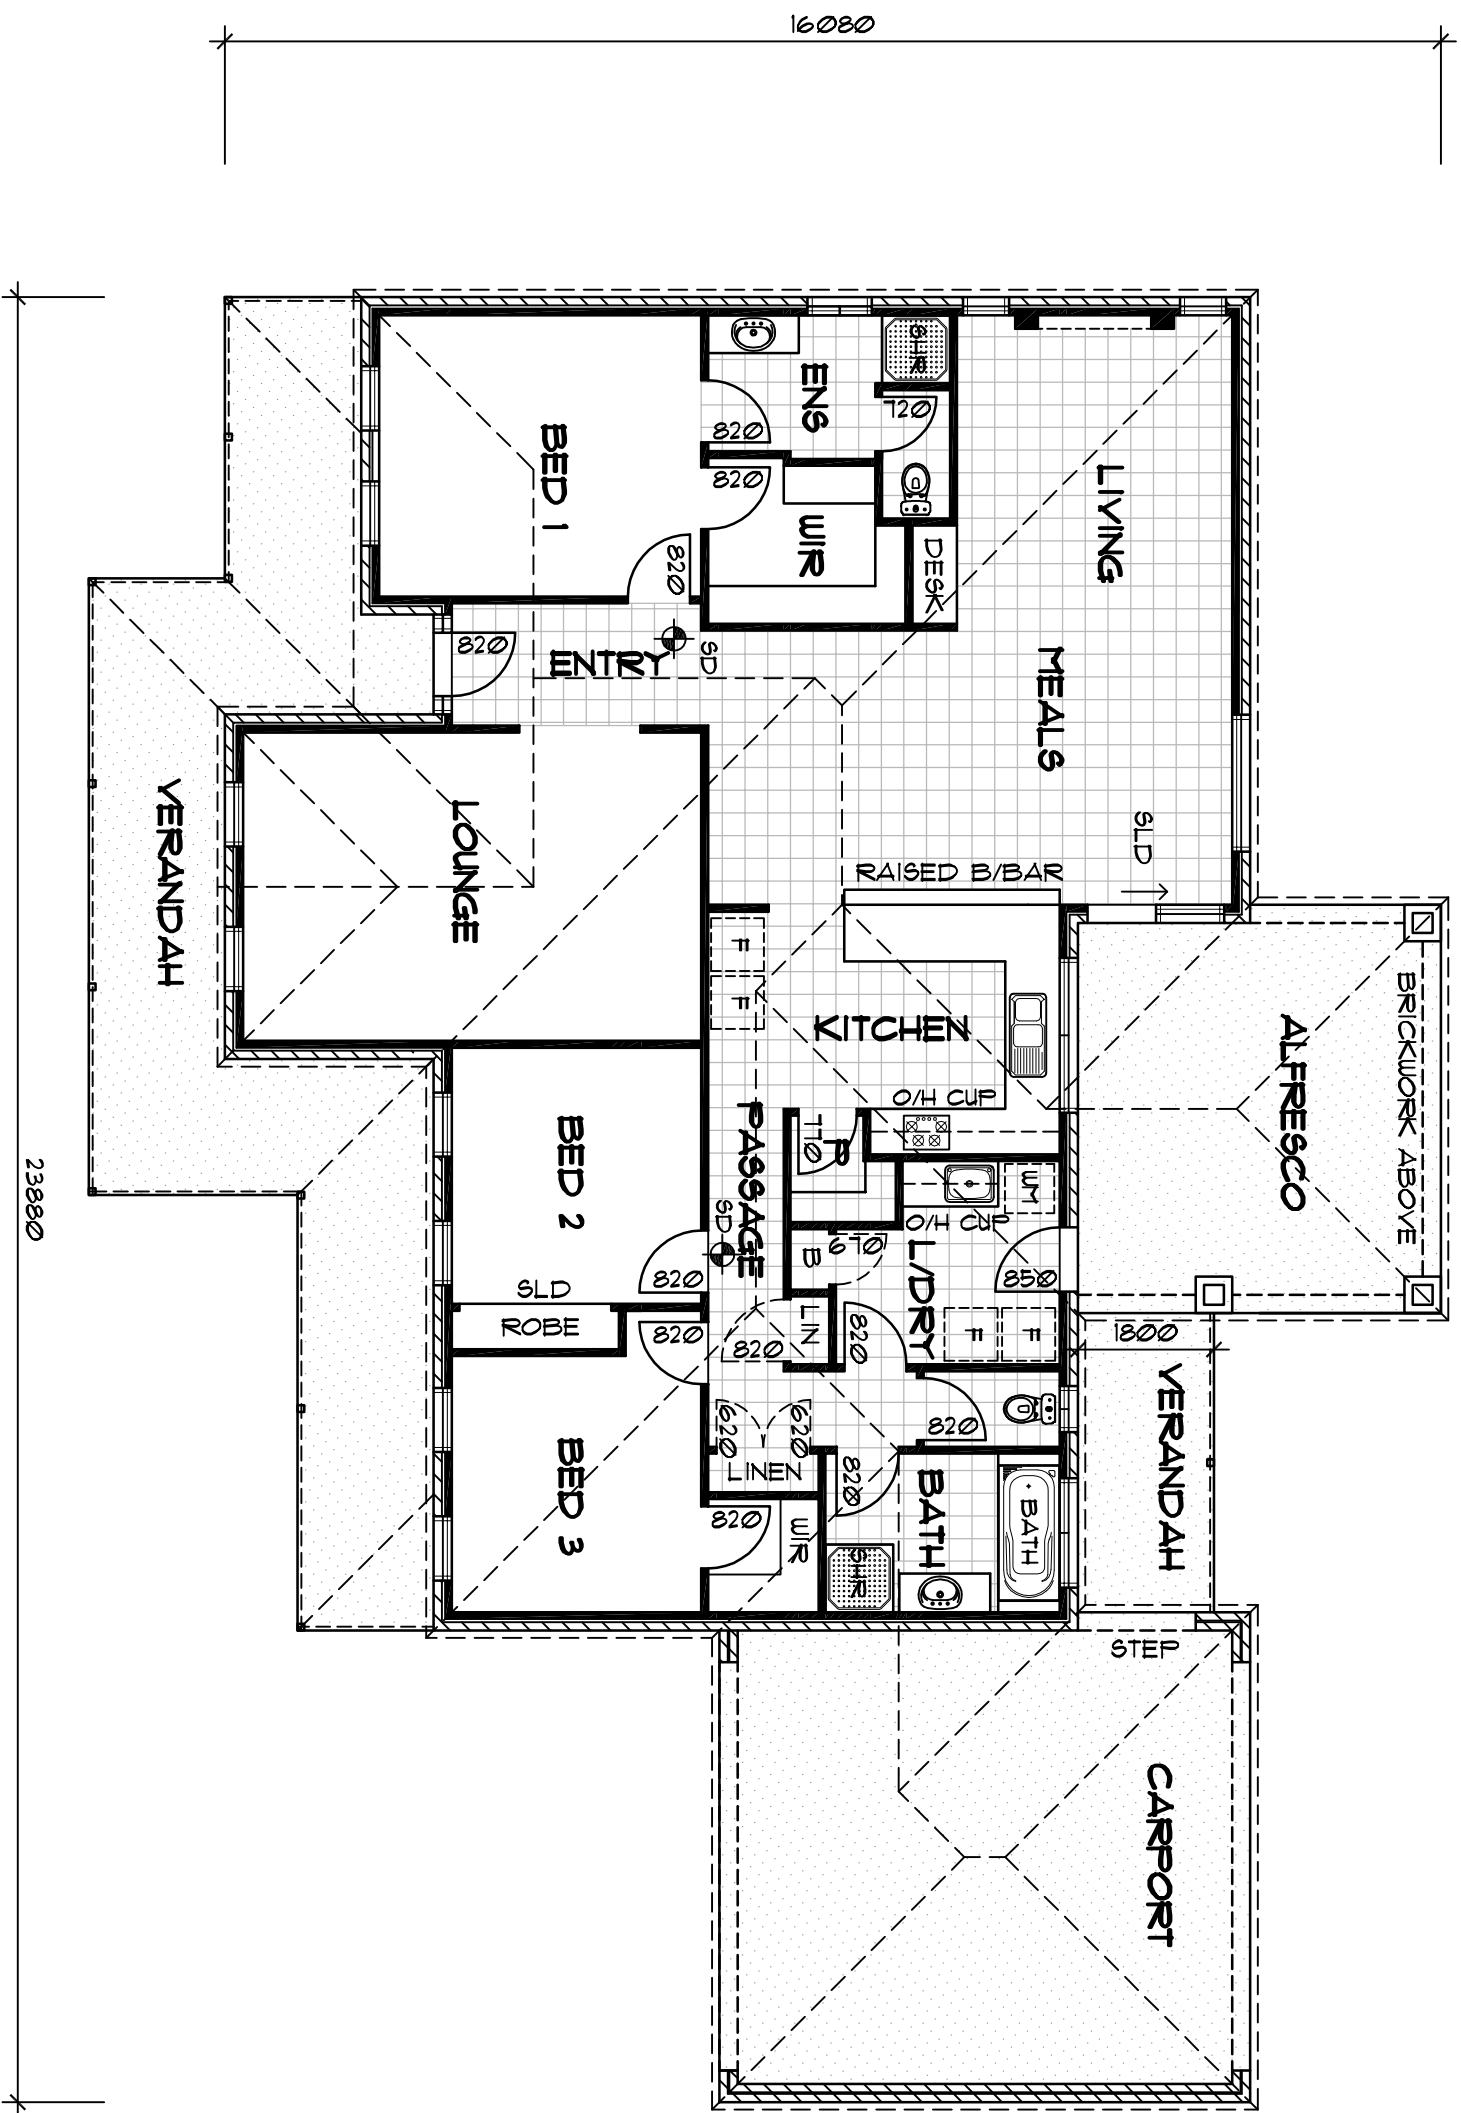 16080
SHR
ENS
720
820
820
BED 1
LIVING
WIR
DESK
820
820
ENTRY
SD
MEALS
VERANDAH
LOUNGE
SLD
RAISED B/BAR
F
F
KITCHEN
ALFRESCO
BRICKWORK ABOVE
O/H CUP
BED 2
PASSAGE
770
P
WM
O/H CUP
SD
B
670
L/DRY
850
23880
SLD
820
ROBE
820
820
LIN
820
F
F
1800
VERANDAH
620
620
820
LINEN
BED 3
820
BATH
BATH
820
WIR
SHR
STEP
CARPORT